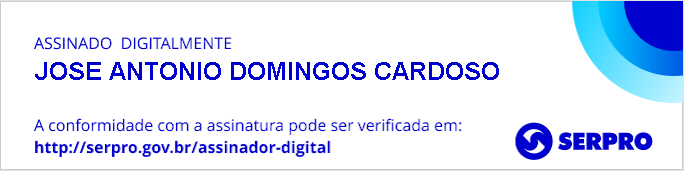 ASSINADO DIGITALMENTE
JOSE ANTONIO DOMINGOS CARDOSO
A conformidade com a assinatura pode ser verificada em:
http://serpro.gov.br/assinador-digital
SERPRO